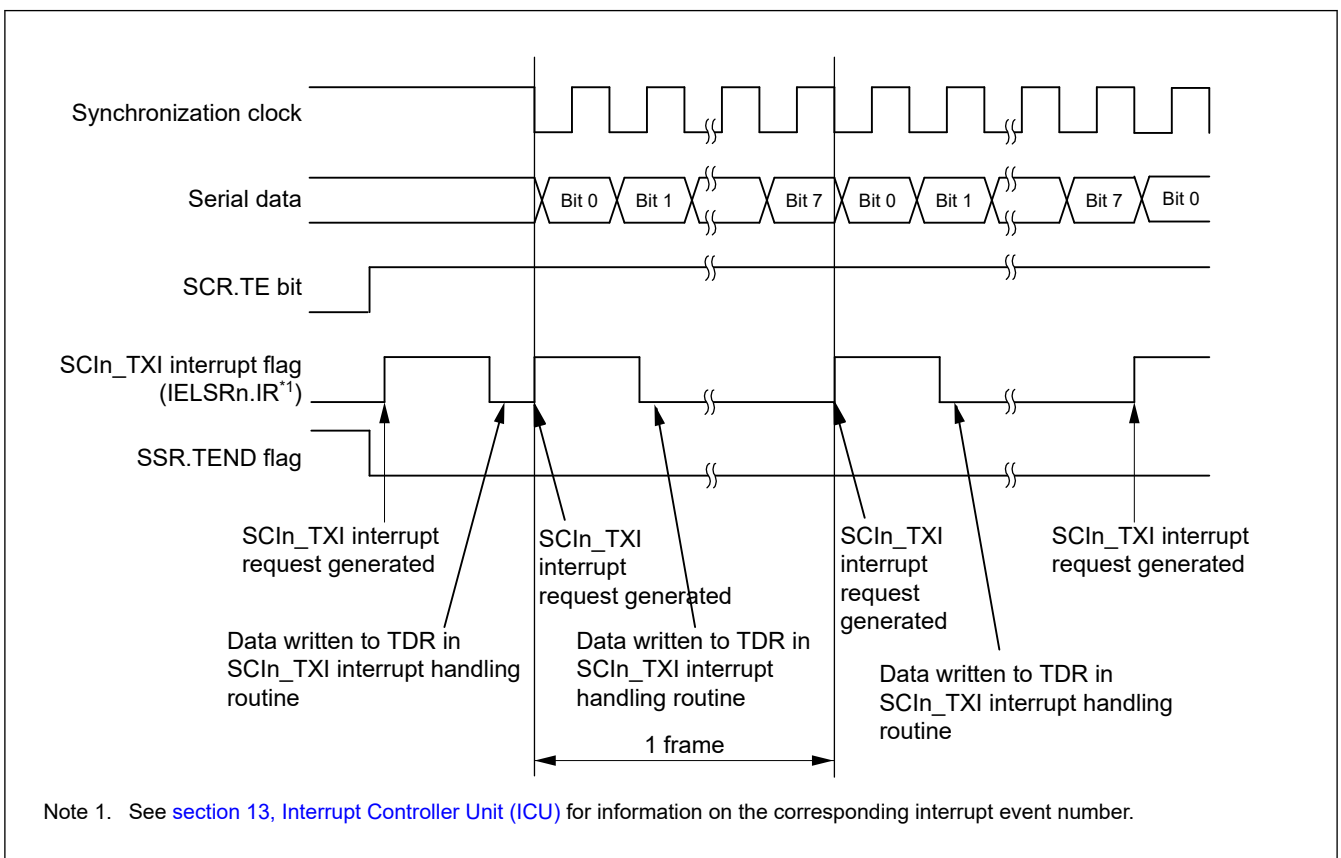 Synchronization clock
Serial data
Bit 0 Bit 1 Bit 7 Bit 0 Bit 1 Bit 7 Bit 0
SCR.TE bit
SCIn_TXI interrupt flag
(IELSRn.IR*1)
SSR.TEND flag
SCIn_TXI interrupt
request generated
SCIn_TXI
interrupt
request generated
SCIn_TXI
interrupt
request
generated
SCIn_TXI interrupt
request generated
Data written to TDR in
SCIn_TXI interrupt handling
routine
Data written to TDR in
SCIn_TXI interrupt
handling routine
Data written to TDR in
SCIn_TXI interrupt handling
routine
1 frame
Note 1. See section 13, Interrupt Controller Unit (ICU) for information on the corresponding interrupt event number.